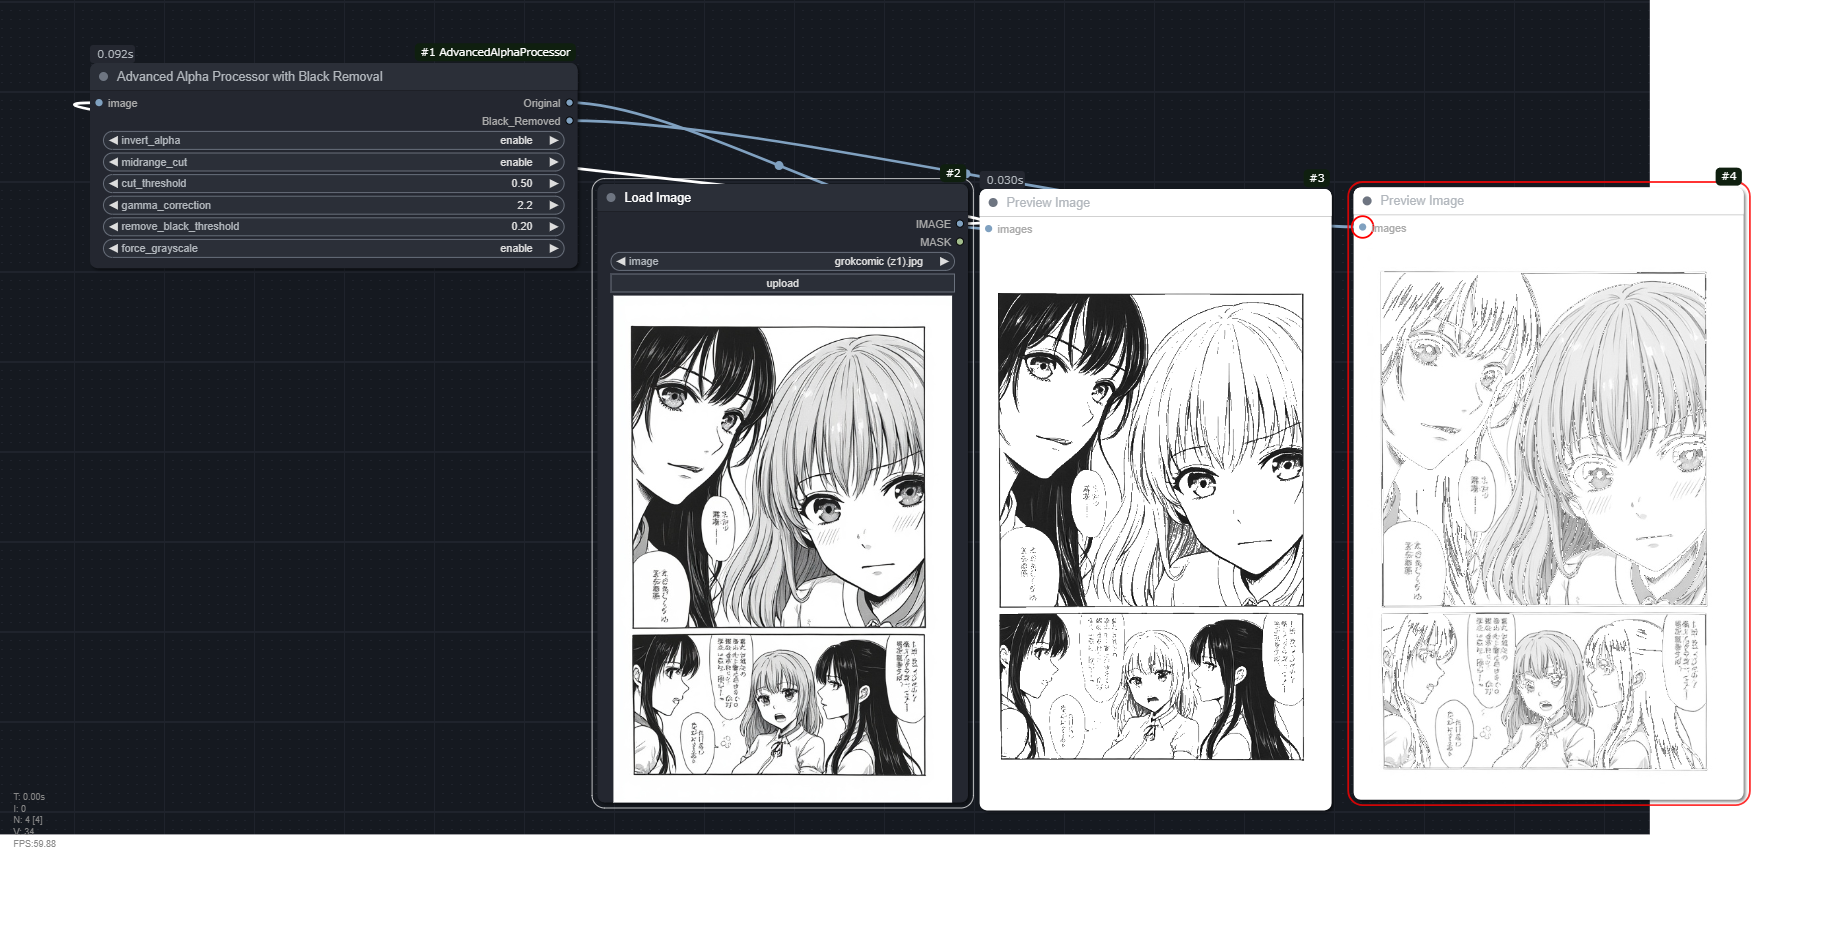 0.092s
#1 AdvancedAlphaProcessor
Advanced Alpha Processor with Black Removal
image
Original
Black_Removed
invert_alpha enable
midrange_cut enable
cut_threshold 0.50
gamma_correction 2.2
remove_black_threshold 0.20
force_grayscale enable
#2
Load Image
IMAGE
MASK
image grokcomic (z1).jpg
upload
0.030s
#3
Preview Image
images
#4
Preview Image
images
T: 0.00s
I: 0
N: 4 [4]
V: 34
FPS:59.88